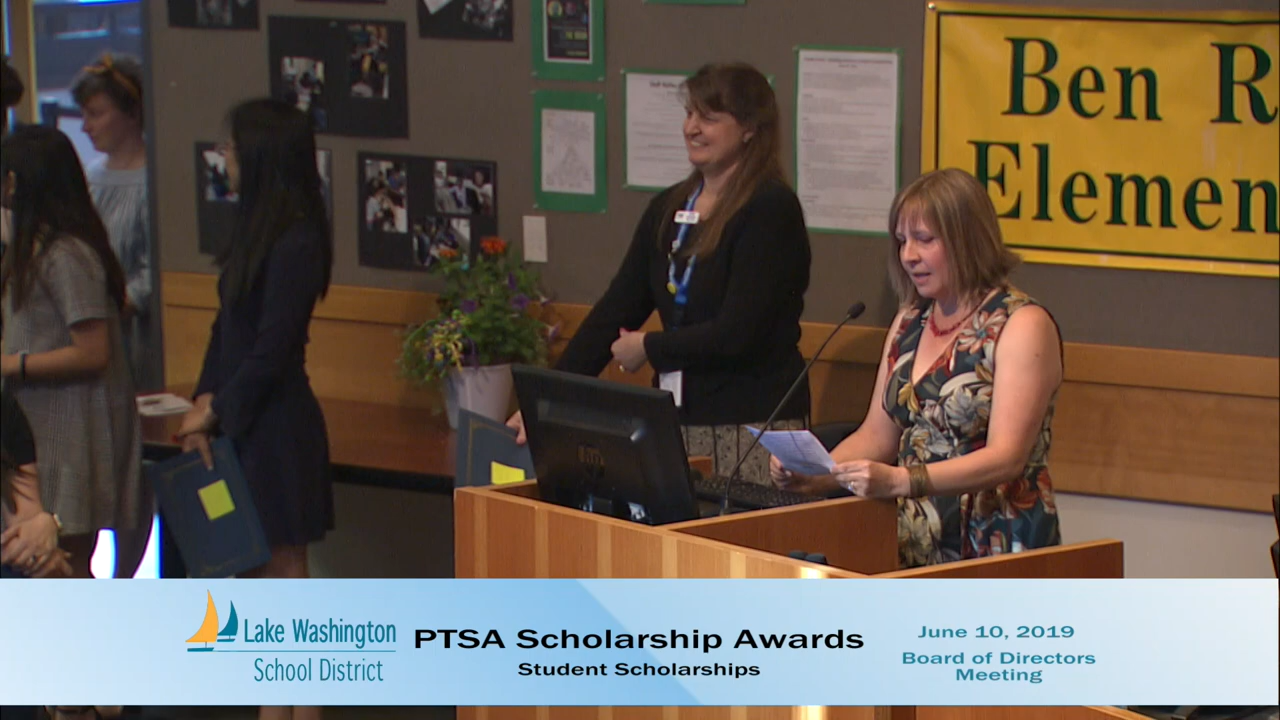 Ben R
Elemen
Lake Washington
School District
PTSA Scholarship Awards
Student Scholarships
June 10, 2019
Board of Directors
Meeting